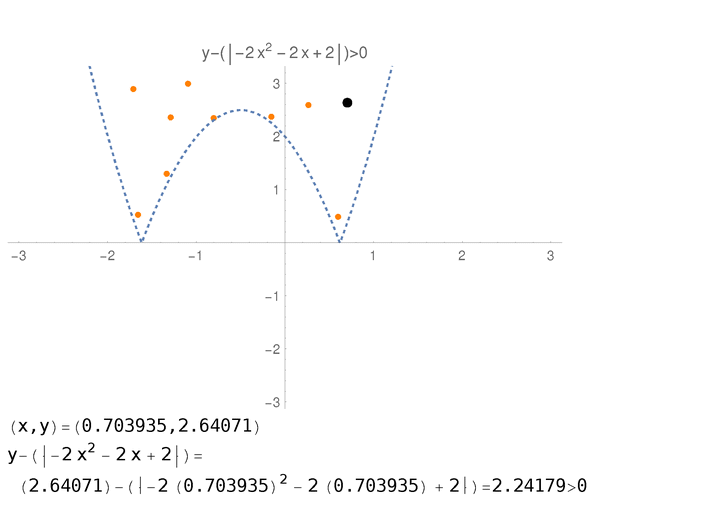 y−(|−2 x² − 2 x + 2|)>0
3
2
1
−3 −2 −1 1 2 3
−1
−2
−3
(x,y)=(0.703935,2.64071)
y−(|−2 x² − 2 x + 2|)=
(2.64071)−(|−2 (0.703935)² − 2 (0.703935) + 2|)=2.24179>0